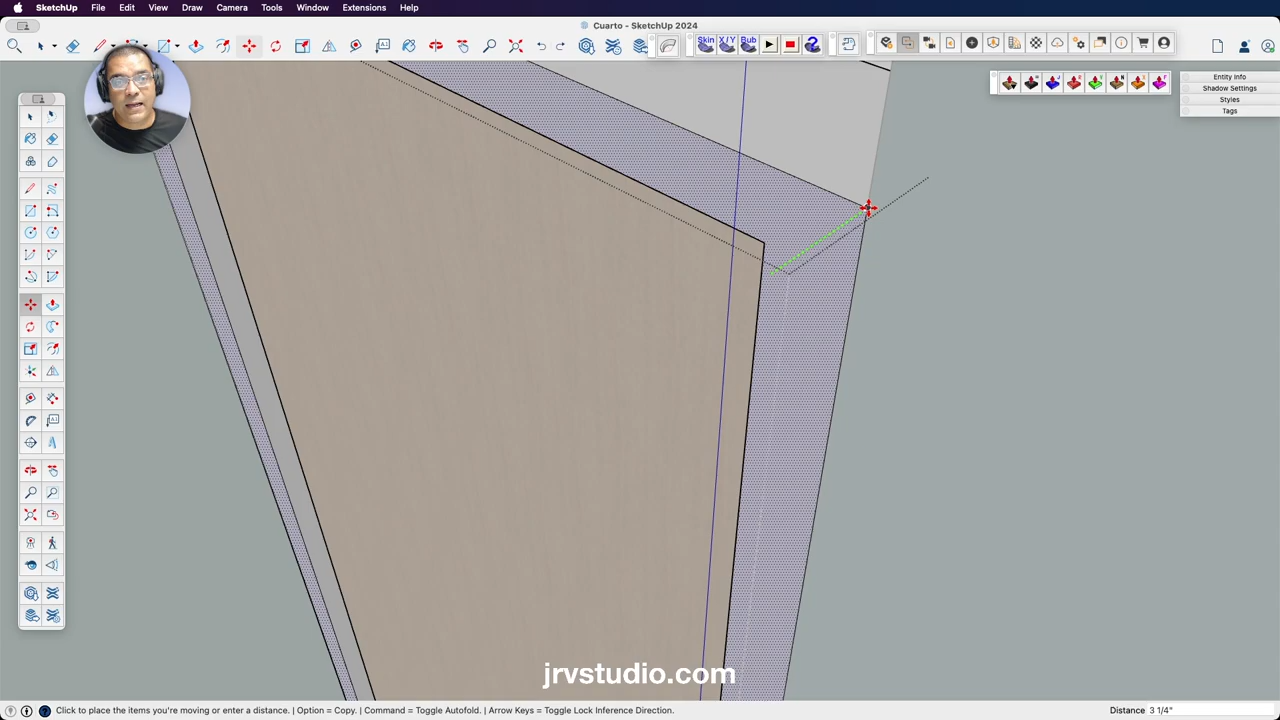 SketchUp File Edit View Draw Camera Tools Window Extensions Help
Cuarto - SketchUp 2024
Skin X/Y Bub
Entity Info
Shadow Settings
Styles
Tags
jrvstudio.com
Click to place the items you're moving or enter a distance. | Option = Copy. | Command = Toggle Autofold. | Arrow Keys = Toggle Lock Inference Direction.
Distance 3 1/4"